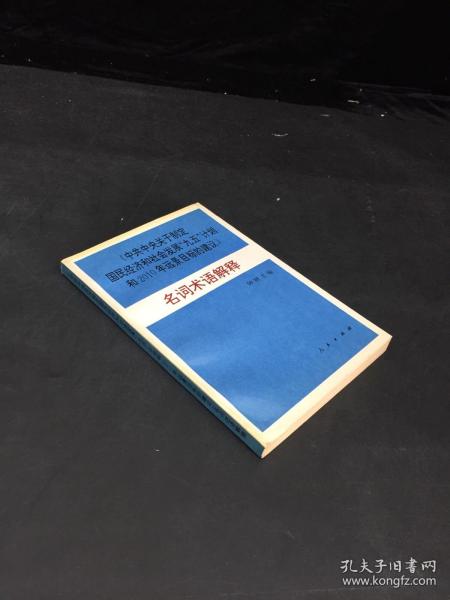 《中共中央关于制定
国民经济和社会发展“九五”计划
和2010年远景目标的建议》
名词术语解释
主编
人民出版社
孔夫子旧书网
www.kongfz.com